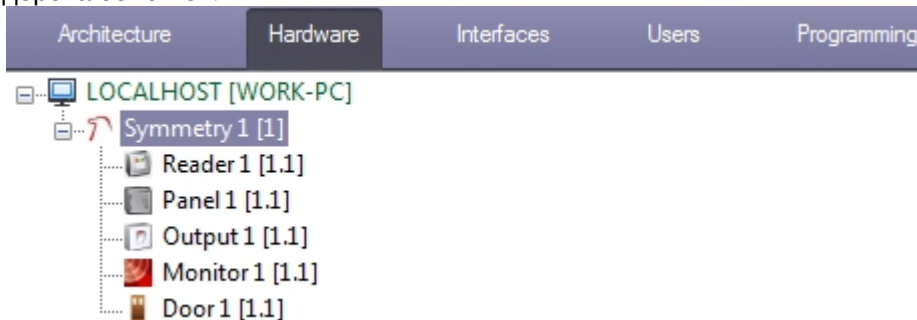 Architecture Hardware Interfaces Users Programming
LOCALHOST [WORK-PC]
Symmetry 1 [1]
Reader 1 [1.1]
Panel 1 [1.1]
Output 1 [1.1]
Monitor 1 [1.1]
Door 1 [1.1]